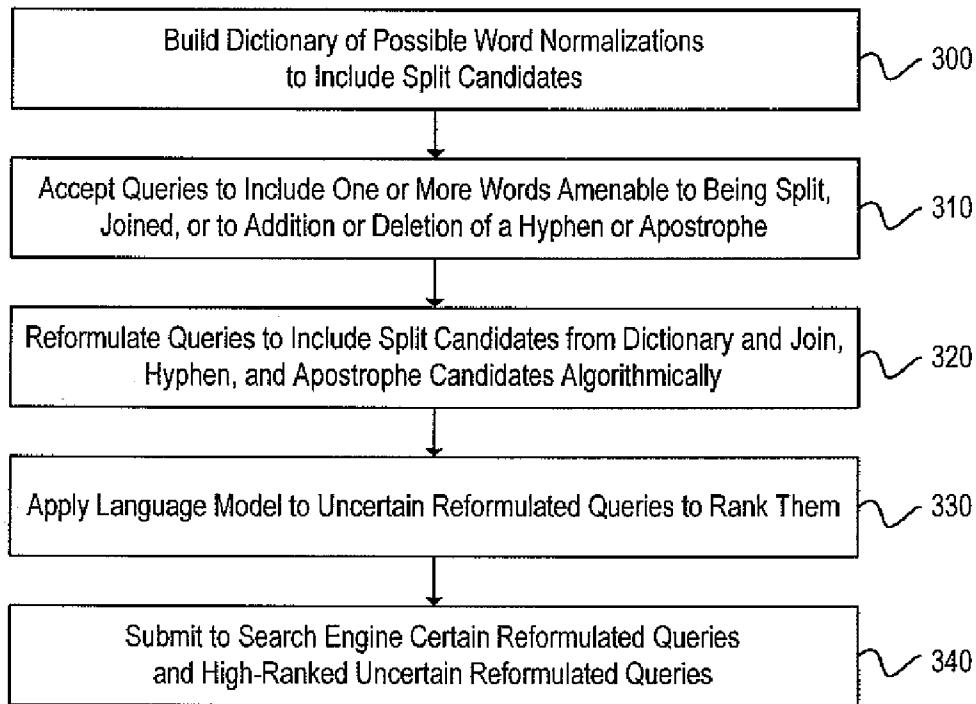 Build Dictionary of Possible Word Normalizations
to Include Split Candidates
300
Accept Queries to Include One or More Words Amenable to Being Split,
Joined, or to Addition or Deletion of a Hyphen or Apostrophe
310
Reformulate Queries to Include Split Candidates from Dictionary and Join,
Hyphen, and Apostrophe Candidates Algorithmically
320
Apply Language Model to Uncertain Reformulated Queries to Rank Them
330
Submit to Search Engine Certain Reformulated Queries
and High-Ranked Uncertain Reformulated Queries
340